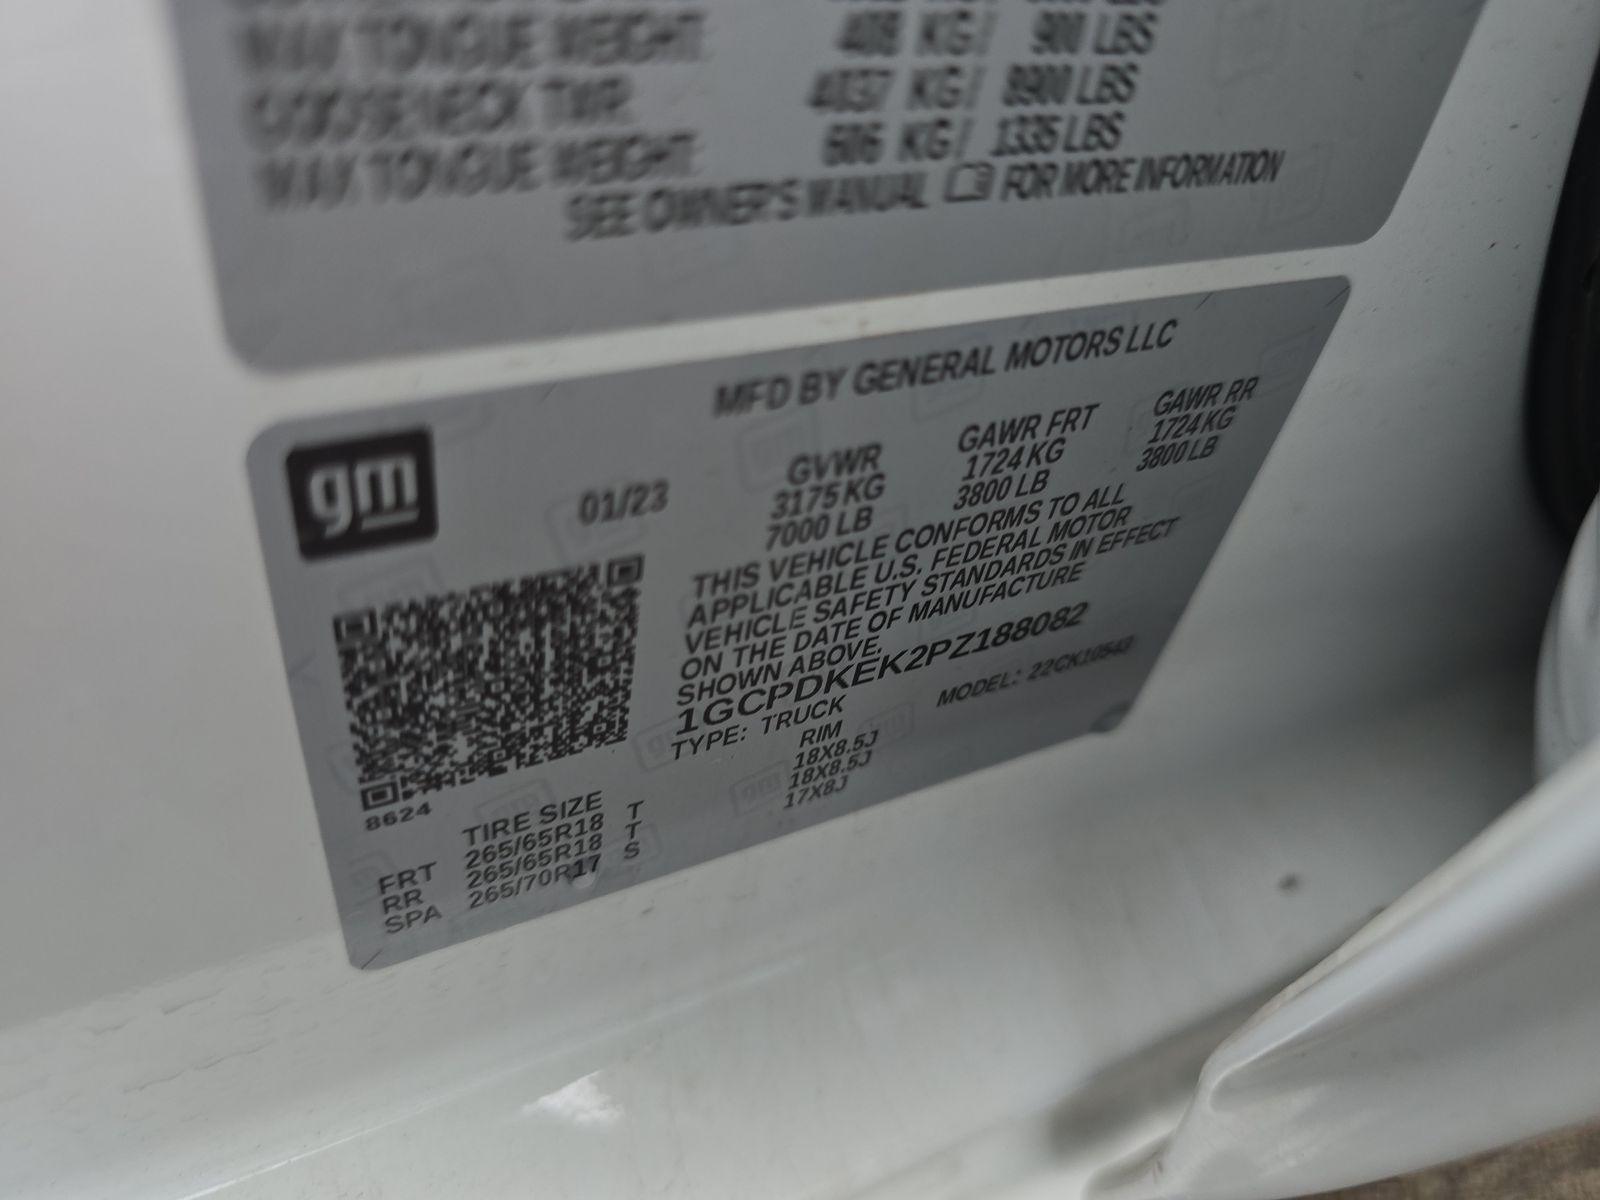 MAX TONGUE WEIGHT 408 KG / 900 LBS
GOOSENECK TWR 4037 KG / 8900 LBS
MAX TONGUE WEIGHT 606 KG / 1335 LBS
SEE OWNER'S MANUAL FOR MORE INFORMATION
MFD BY GENERAL MOTORS LLC
gm
01/23
GVWR GAWR FRT GAWR RR
3175 KG 1724 KG 1724 KG
7000 LB 3800 LB 3800 LB
THIS VEHICLE CONFORMS TO ALL
APPLICABLE U.S. FEDERAL MOTOR
VEHICLE SAFETY STANDARDS IN EFFECT
ON THE DATE OF MANUFACTURE
SHOWN ABOVE.
1GCPDKEK2PZ188082
TYPE: TRUCK MODEL: 22CK10543
8624
TIRE SIZE RIM
FRT 265/65R18 T 18X8.5J
RR 265/65R18 T 18X8.5J
SPA 265/70R17 S 17X8J